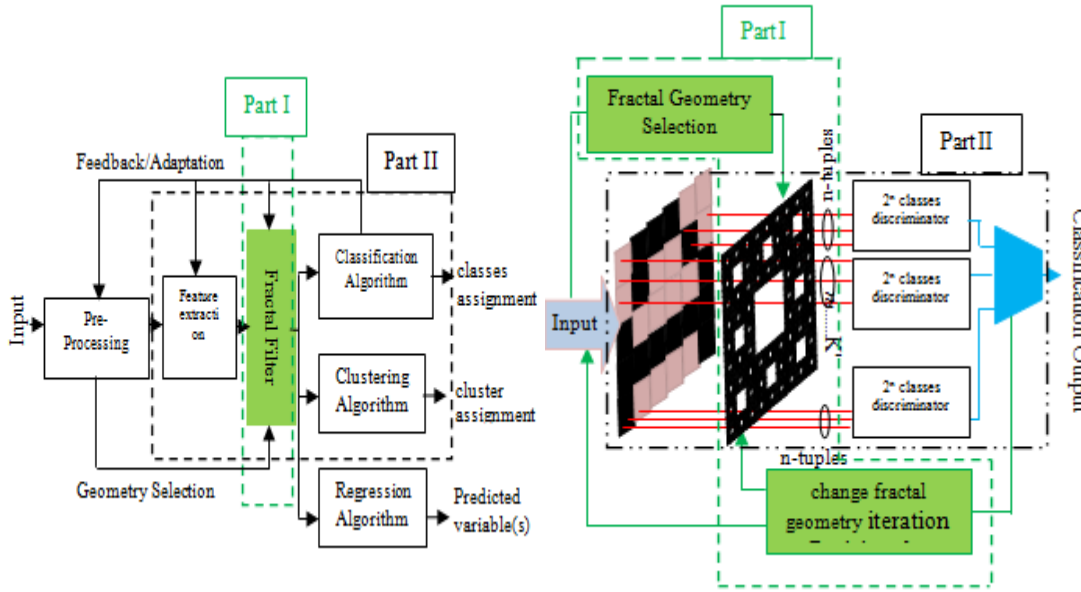 Part I
Part II
Feedback/Adaptation
Input
Pre-
Processing
Feature
extracti
on
Fractal Filter
Classification
Algorithm
classes
assignment
Clustering
Algorithm
cluster
assignment
Geometry Selection
Regression
Algorithm
Predicted
variable(s)
Part I
Fractal Geometry
Selection
Part II
n-tuples
Input
2ⁿ classes
discriminator
2ⁿ classes
discriminator
K'
2ⁿ classes
discriminator
n-tuples
change fractal
geometry iteration
Classification Output